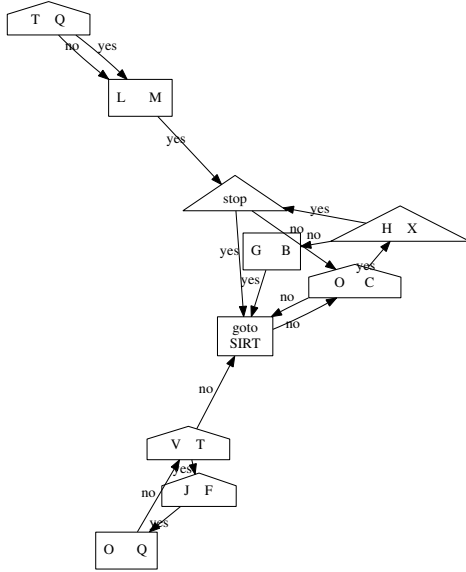 T Q
no yes
L M
yes
stop
yes
H X
no no
yes
G B
yes
O C
yes
no
no
goto
SIRT
no
V T
yes
J F
no
yes
O Q